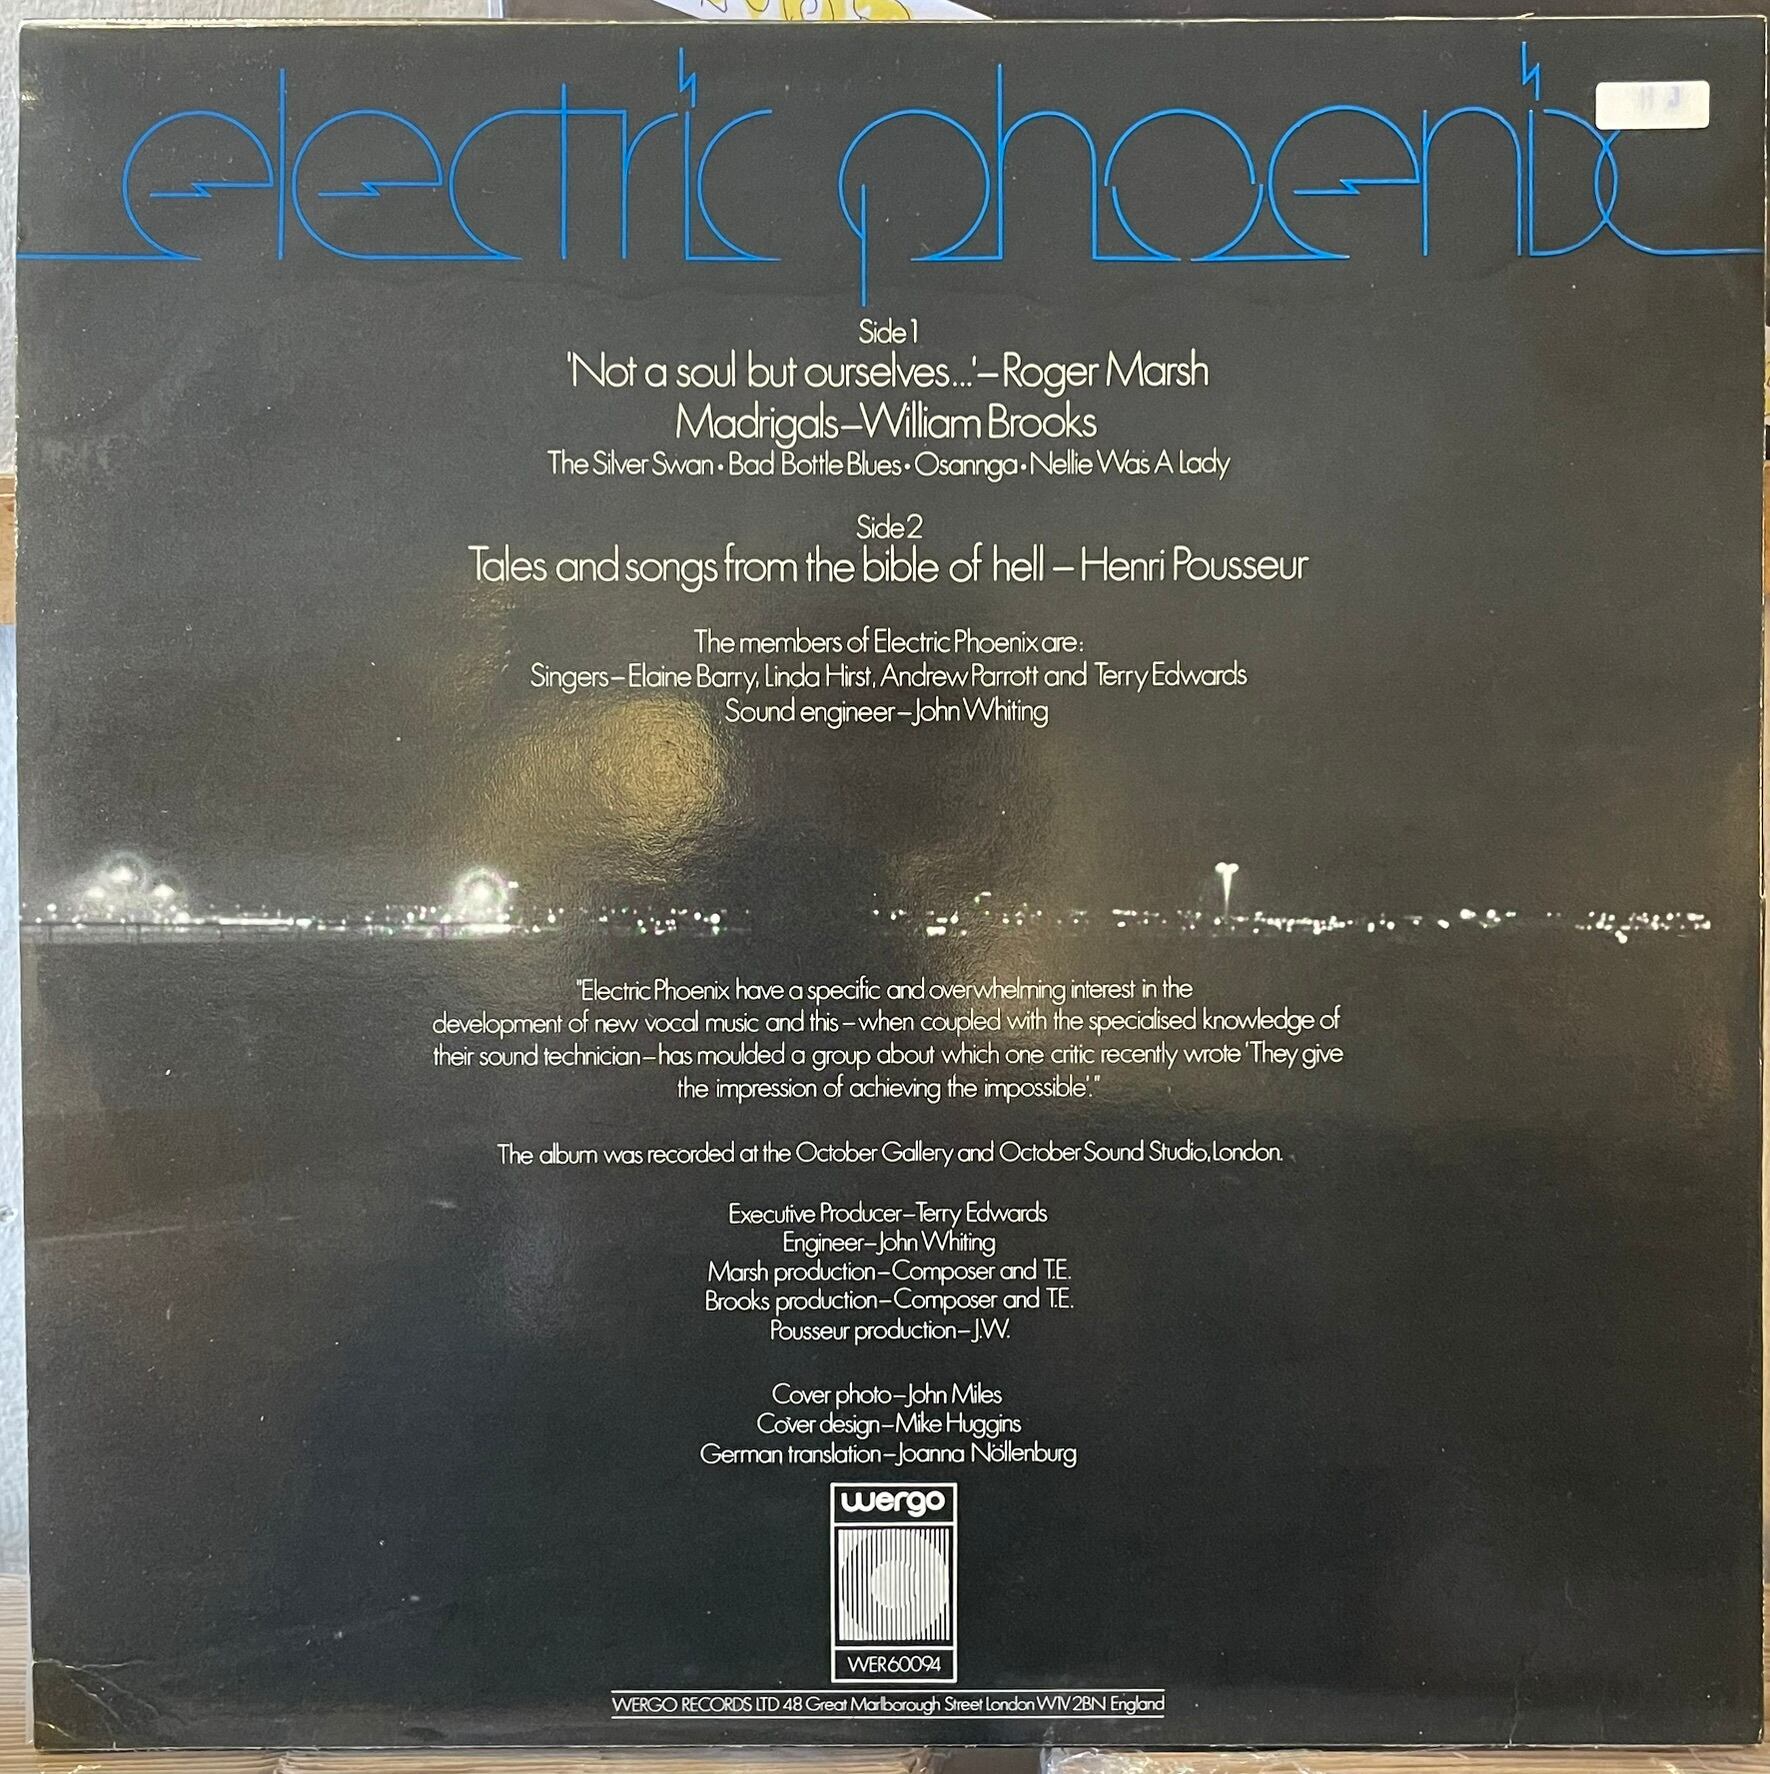 electric phoenix
Side 1
'Not a soul but ourselves...'–Roger Marsh
Madrigals–William Brooks
The Silver Swan • Bad Bottle Blues • Osannga • Nellie Was A Lady
Side 2
Tales and songs from the bible of hell – Henri Pousseur
The members of Electric Phoenix are:
Singers – Elaine Barry, Linda Hirst, Andrew Parrott and Terry Edwards
Sound engineer – John Whiting
"Electric Phoenix have a specific and overwhelming interest in the
development of new vocal music and this – when coupled with the specialised knowledge of
their sound technician – has moulded a group about which one critic recently wrote 'They give
the impression of achieving the impossible'."
The album was recorded at the October Gallery and October Sound Studio, London.
Executive Producer – Terry Edwards
Engineer – John Whiting
Marsh production – Composer and T.E.
Brooks production – Composer and T.E.
Pousseur production – J.W.
Cover photo – John Miles
Cover design – Mike Huggins
German translation – Joanna Nöllenburg
wergo
WER 60094
WERGO RECORDS LTD 48 Great Marlborough Street London W1V 2BN England